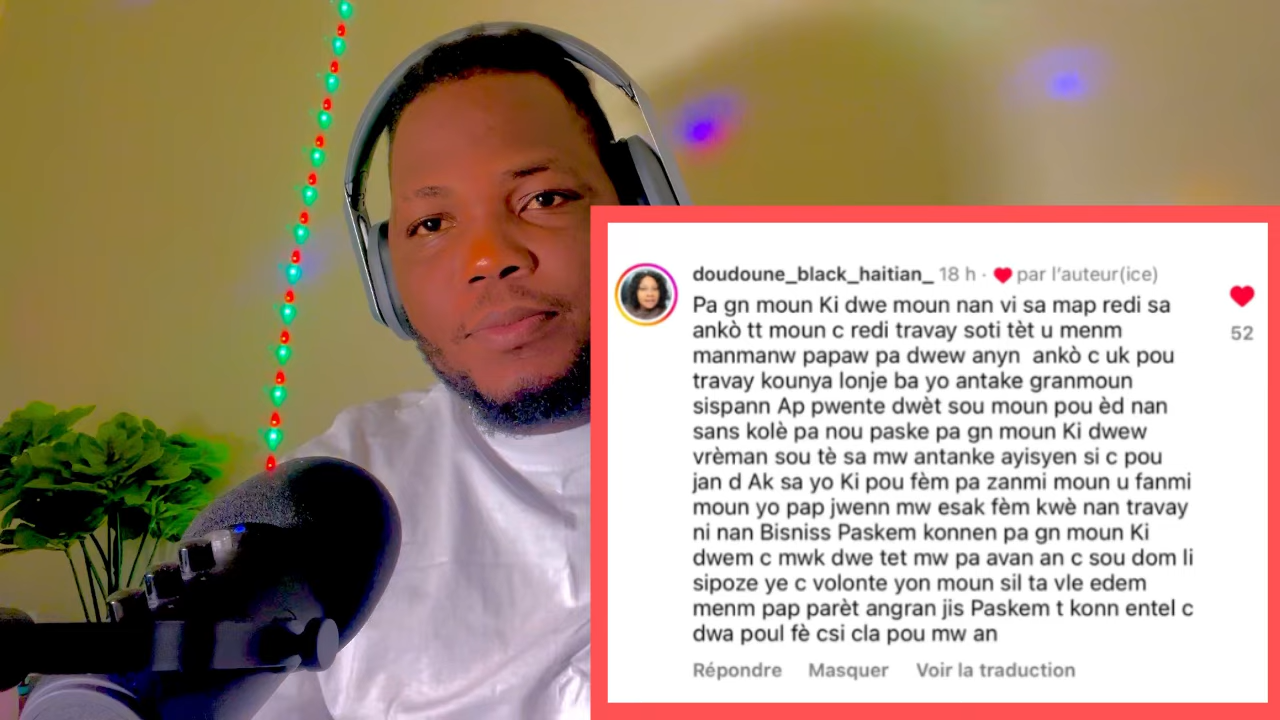 doudoune_black_haitian_ 18 h · ❤ par l'auteur(ice)
Pa gn moun Ki dwe moun nan vi sa map redi sa
ankò tt moun c redi travay soti tèt u menm
manmanw papaw pa dwew anyn ankò c uk pou
travay kounya lonje ba yo antake granmoun
sispann Ap pwente dwèt sou moun pou èd nan
sans kolè pa nou paske pa gn moun Ki dwew
vrèman sou tè sa mw antanke ayisyen si c pou
jan d Ak sa yo Ki pou fèm pa zanmi moun u fanmi
moun yo pap jwenn mw esak fèm kwè nan travay
ni nan Bisniss Paskem konnen pa gn moun Ki
dwem c mwk dwe tet mw pa avan an c sou dom li
sipoze ye c volonte yon moun sil ta vle edem
menm pap parèt angran jis Paskem t konn entel c
dwa poul fè csi cla pou mw an
52
Répondre Masquer Voir la traduction